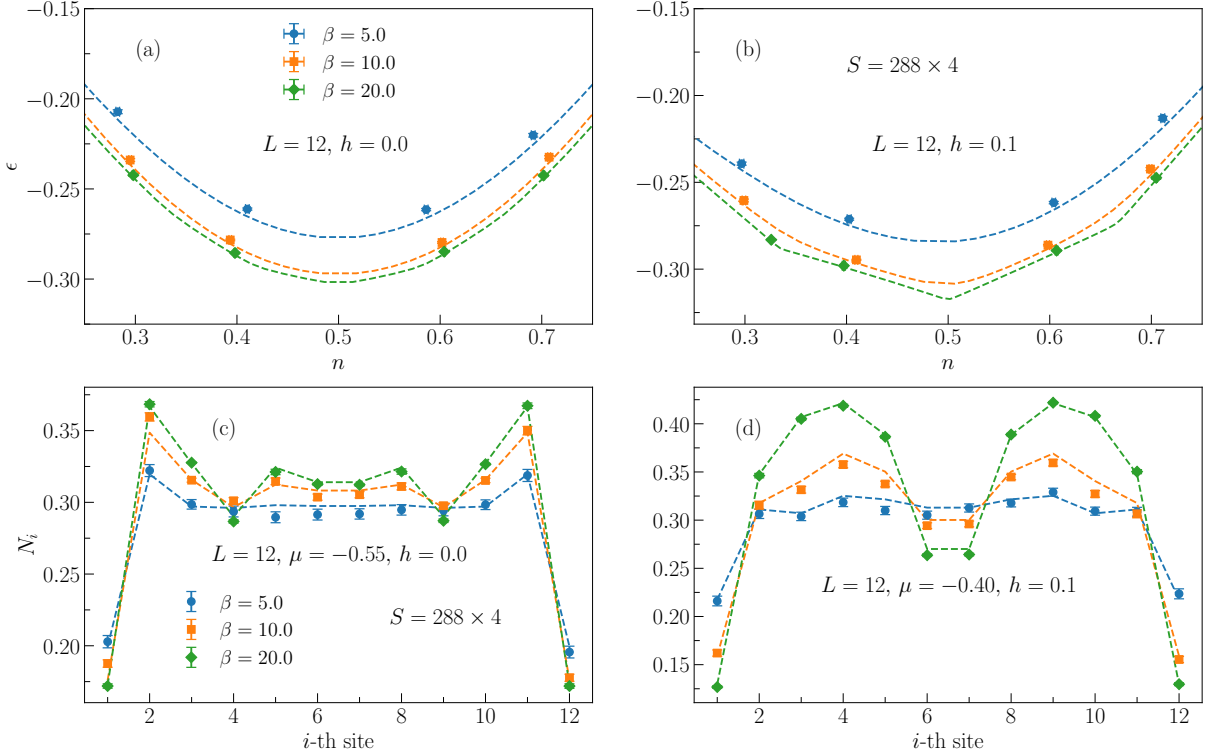 −0.15
−0.20
−0.25
−0.30
ϵ
(a)
β = 5.0
β = 10.0
β = 20.0
L = 12, h = 0.0
0.3
0.4
0.5
0.6
0.7
n
−0.15
−0.20
−0.25
−0.30
(b)
S = 288 × 4
L = 12, h = 0.1
0.3
0.4
0.5
0.6
0.7
n
0.35
0.30
0.25
0.20
N_i
(c)
L = 12, μ = −0.55, h = 0.0
β = 5.0
β = 10.0
β = 20.0
S = 288 × 4
2
4
6
8
10
12
i-th site
0.40
0.35
0.30
0.25
0.20
0.15
(d)
L = 12, μ = −0.40, h = 0.1
2
4
6
8
10
12
i-th site